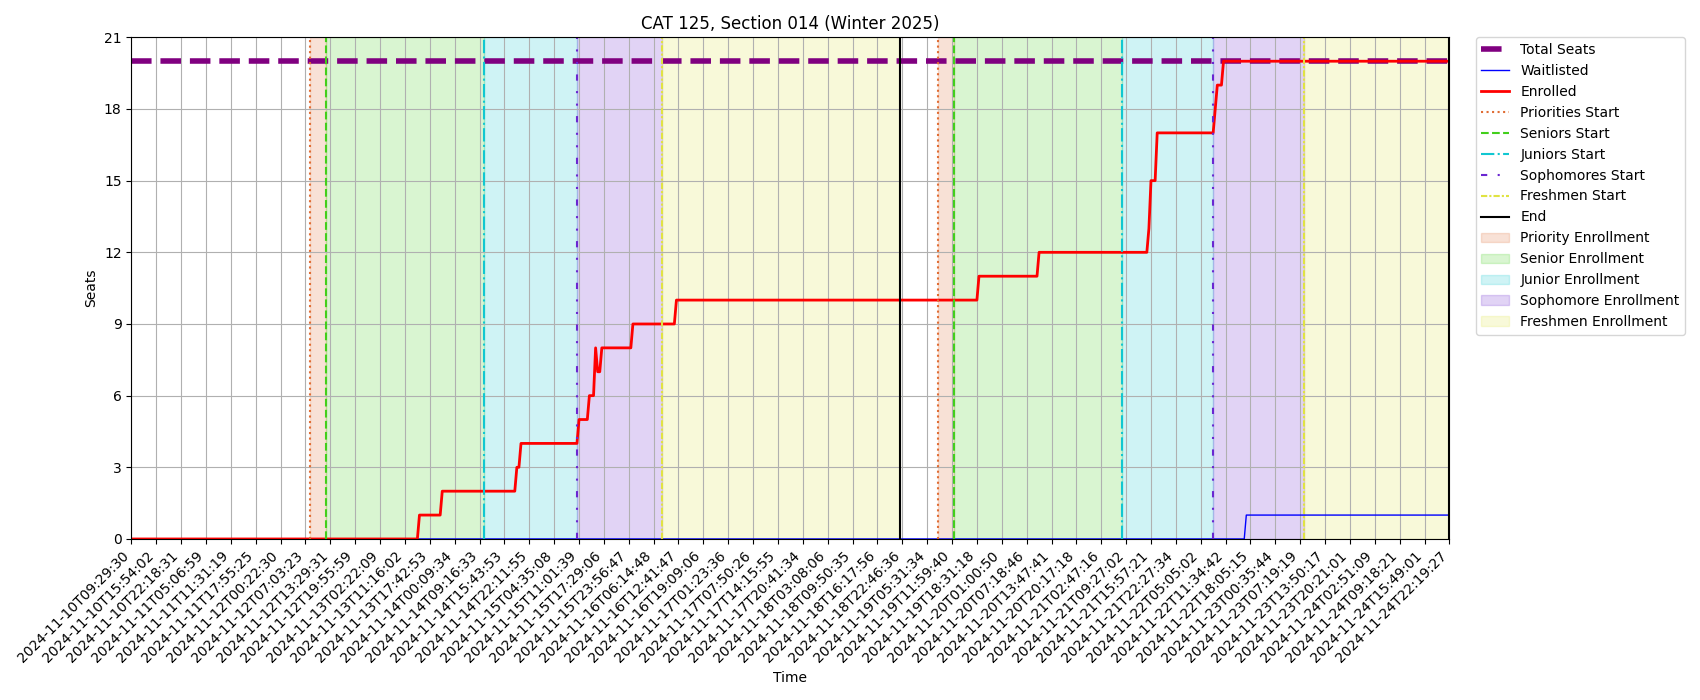 CAT 125, Section 014 (Winter 2025)
21
18
15
12
9
6
3
0
Seats
2024-11-10T09:29:30
2024-11-10T15:54:02
2024-11-10T22:18:31
2024-11-11T05:06:59
2024-11-11T11:31:19
2024-11-11T17:55:25
2024-11-12T00:22:30
2024-11-12T07:03:23
2024-11-12T13:29:31
2024-11-12T19:55:59
2024-11-13T02:22:09
2024-11-13T11:16:02
2024-11-13T17:42:53
2024-11-14T00:09:34
2024-11-14T09:16:33
2024-11-14T15:43:53
2024-11-14T22:11:55
2024-11-15T04:35:08
2024-11-15T11:01:39
2024-11-15T17:29:06
2024-11-15T23:56:47
2024-11-16T06:14:48
2024-11-16T12:41:47
2024-11-16T19:09:06
2024-11-17T01:23:36
2024-11-17T07:50:26
2024-11-17T14:15:55
2024-11-17T20:41:34
2024-11-18T03:08:06
2024-11-18T09:50:35
2024-11-18T16:17:56
2024-11-18T22:46:36
2024-11-19T05:31:34
2024-11-19T11:59:40
2024-11-19T18:31:18
2024-11-20T01:00:50
2024-11-20T07:18:46
2024-11-20T13:47:41
2024-11-20T20:17:18
2024-11-21T02:47:16
2024-11-21T09:27:02
2024-11-21T15:57:21
2024-11-21T22:27:34
2024-11-22T05:05:02
2024-11-22T11:34:42
2024-11-22T18:05:15
2024-11-23T00:35:44
2024-11-23T07:19:19
2024-11-23T13:50:17
2024-11-23T20:21:01
2024-11-24T02:51:09
2024-11-24T09:18:21
2024-11-24T15:49:01
2024-11-24T22:19:27
Time
Total Seats
Waitlisted
Enrolled
Priorities Start
Seniors Start
Juniors Start
Sophomores Start
Freshmen Start
End
Priority Enrollment
Senior Enrollment
Junior Enrollment
Sophomore Enrollment
Freshmen Enrollment